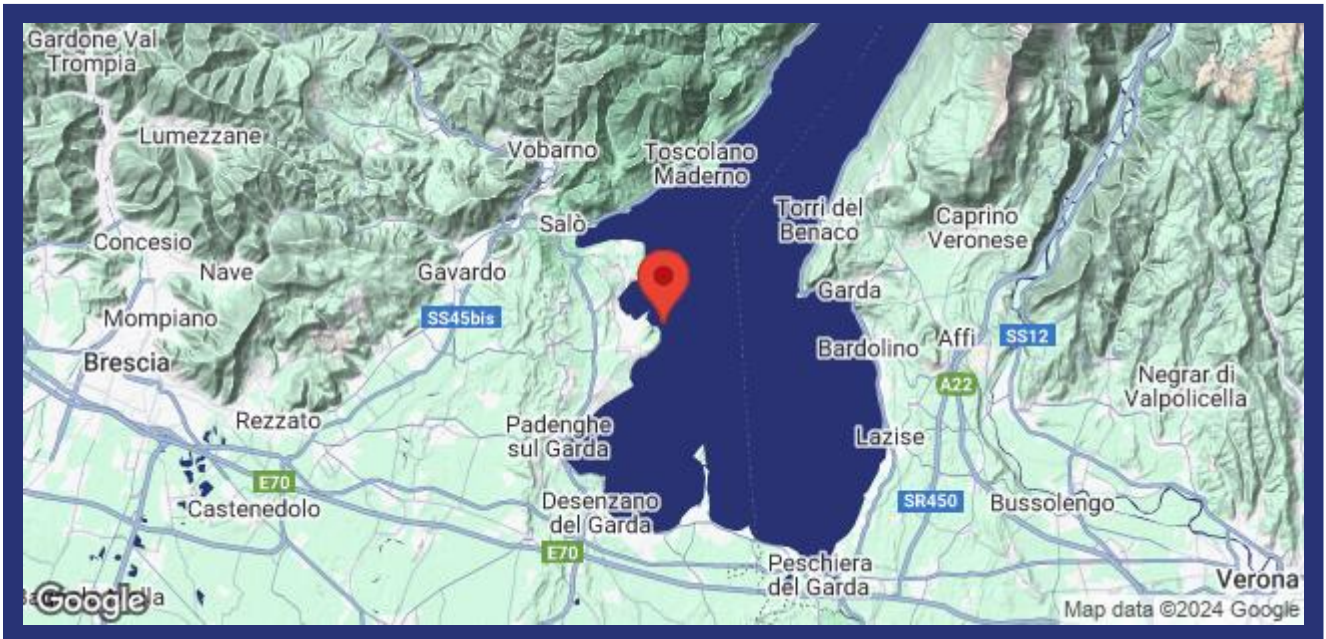 Gardone Val
Trompia
Lumezzane
Vobarno
Toscolano
Maderno
Salò
Torri del
Benaco
Caprino
Veronese
Concesio
Nave
Gavardo
Garda
Mompiano
SS45bis
Bardolino
Affi
SS12
Brescia
A22
Negrar di
Valpolicella
Rezzato
Padenghe
sul Garda
Lazise
E70
Castenedolo
Desenzano
del Garda
SR450
Bussolengo
E70
Peschiera
del Garda
Verona
Google
Map data ©2024 Google